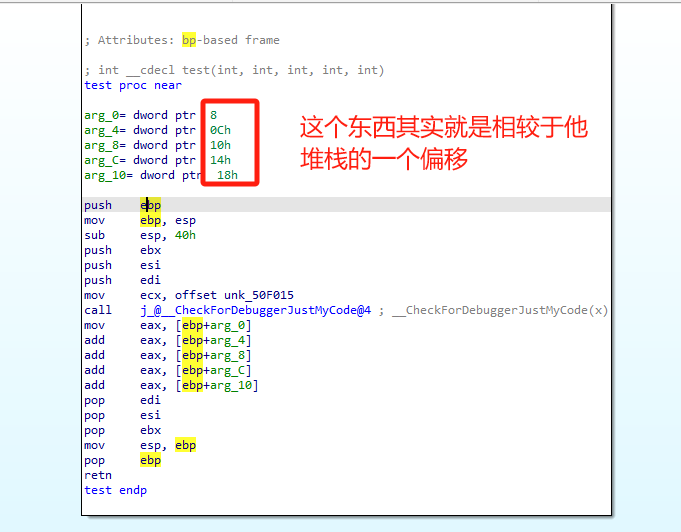 ; Attributes: bp-based frame
; int __cdecl test(int, int, int, int, int)
test proc near
arg_0= dword ptr  8
arg_4= dword ptr  0Ch
arg_8= dword ptr  10h
arg_C= dword ptr  14h
arg_10= dword ptr  18h
这个东西其实就是相较于他
堆栈的一个偏移
push    ebp
mov     ebp, esp
sub     esp, 40h
push    ebx
push    esi
push    edi
mov     ecx, offset unk_50F015
call    j_@__CheckForDebuggerJustMyCode@4 ; __CheckForDebuggerJustMyCode(x)
mov     eax, [ebp+arg_0]
add     eax, [ebp+arg_4]
add     eax, [ebp+arg_8]
add     eax, [ebp+arg_C]
add     eax, [ebp+arg_10]
pop     edi
pop     esi
pop     ebx
mov     esp, ebp
pop     ebp
retn
test endp